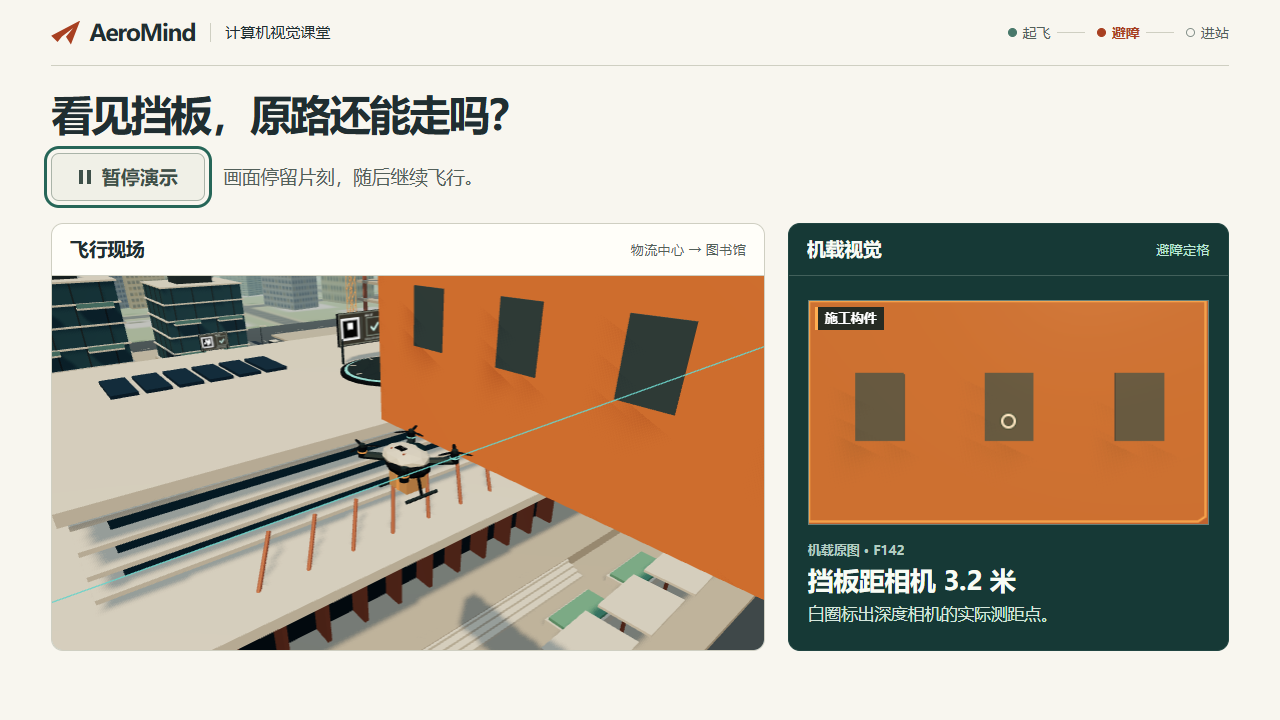 AeroMind
计算机视觉课堂
起飞
避障
进站
看见挡板，原路还能走吗？
暂停演示
画面停留片刻，随后继续飞行。
飞行现场
物流中心 → 图书馆
机载视觉
避障定格
施工构件
机载原图 • F142
挡板距相机 3.2 米
白圈标出深度相机的实际测距点。